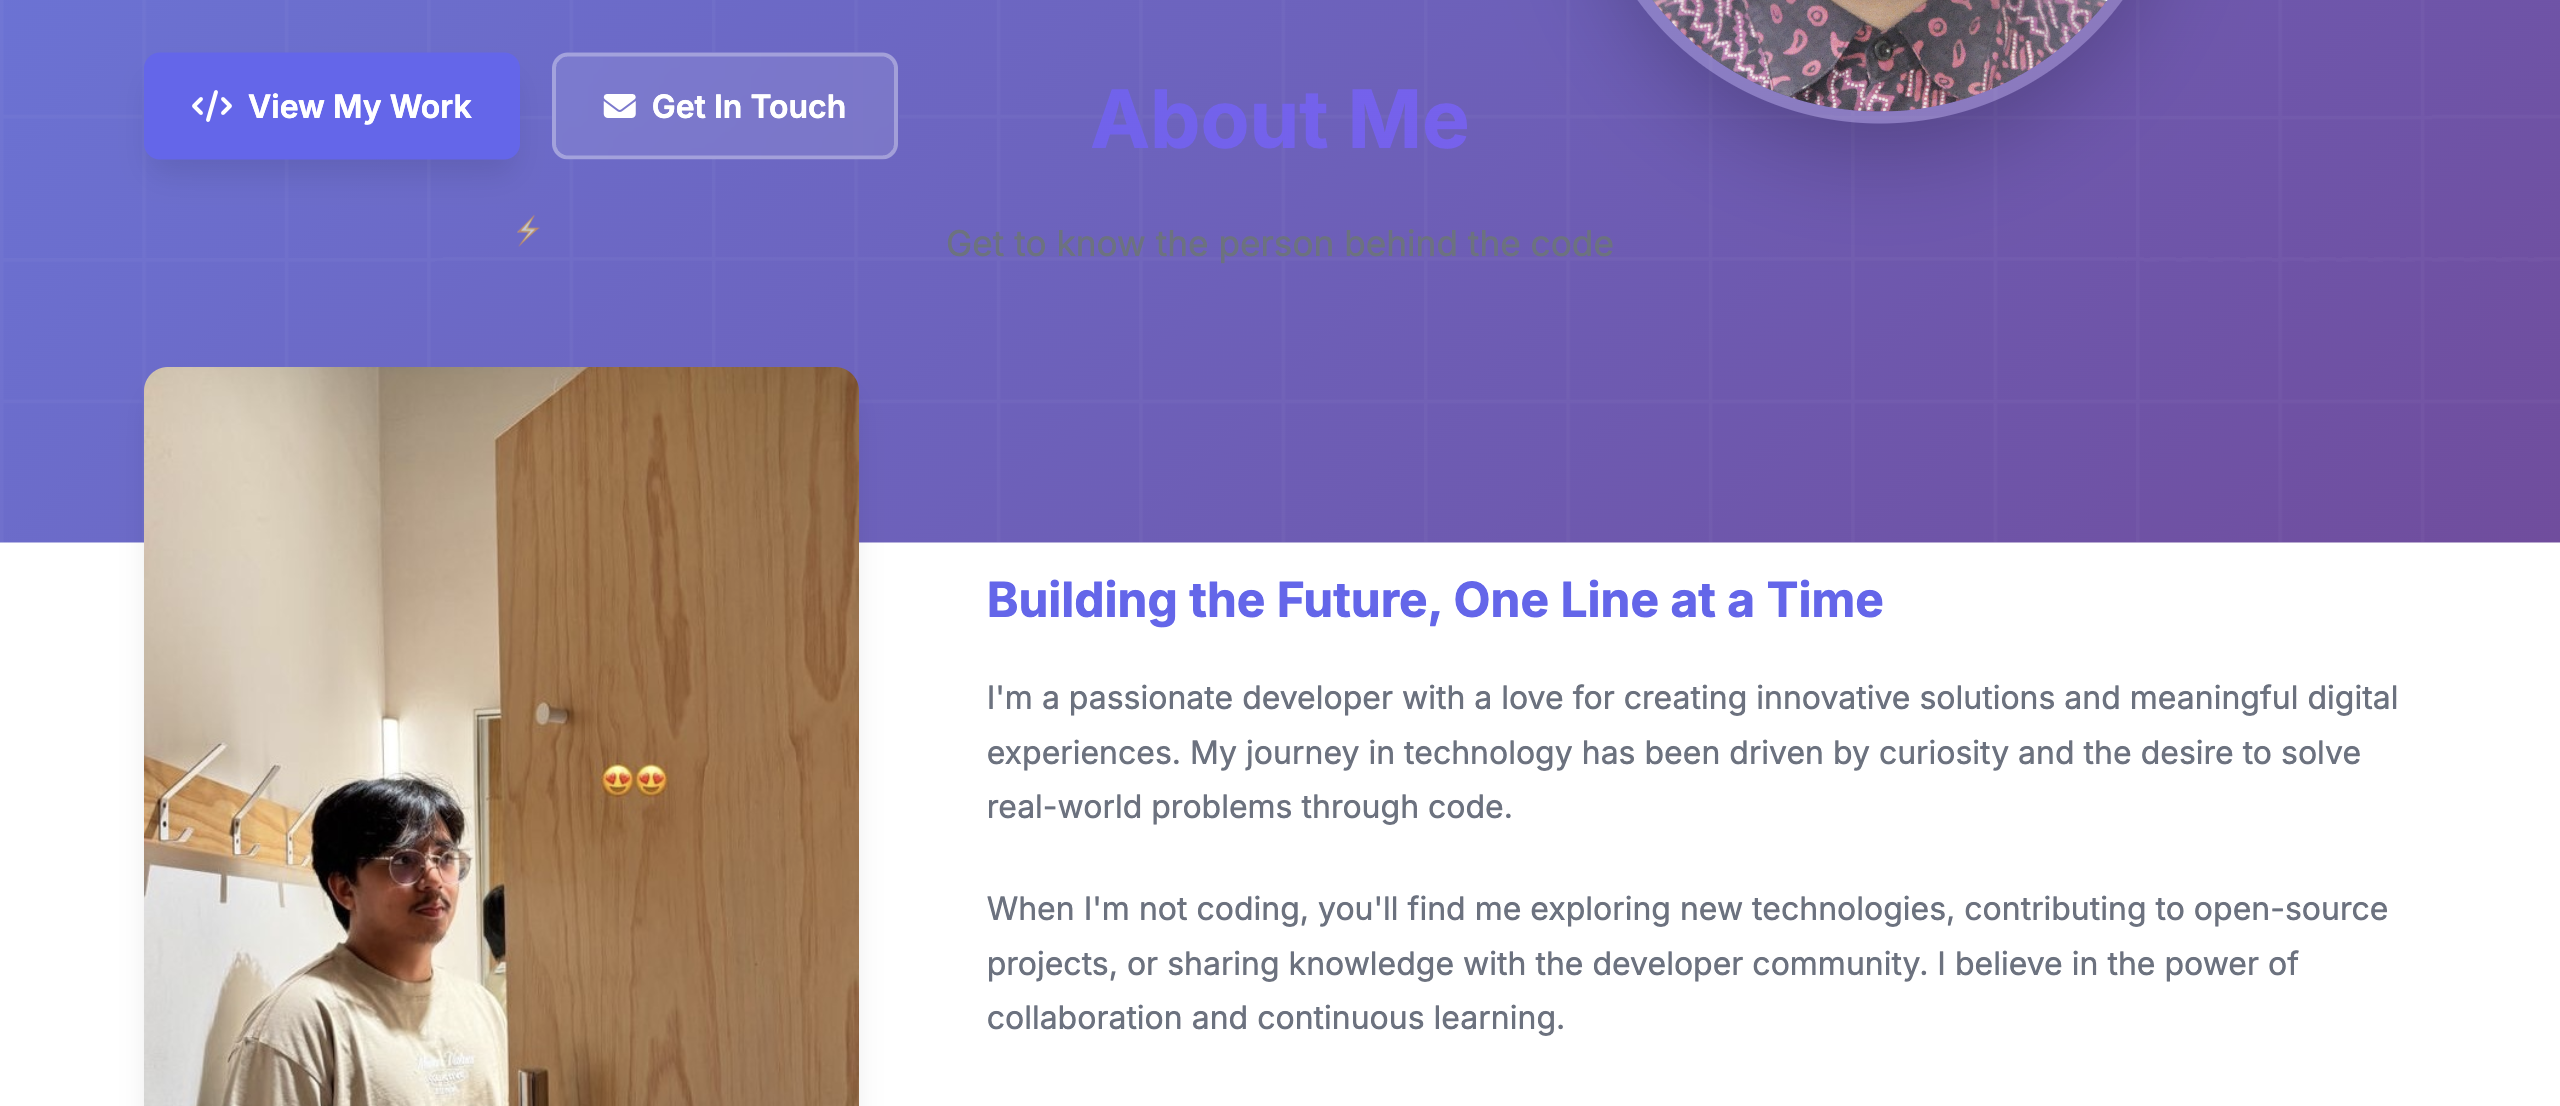 View My Work
Get In Touch
About Me
Get to know the person behind the code
Building the Future, One Line at a Time
I'm a passionate developer with a love for creating innovative solutions and meaningful digital
experiences. My journey in technology has been driven by curiosity and the desire to solve
real-world problems through code.
When I'm not coding, you'll find me exploring new technologies, contributing to open-source
projects, or sharing knowledge with the developer community. I believe in the power of
collaboration and continuous learning.